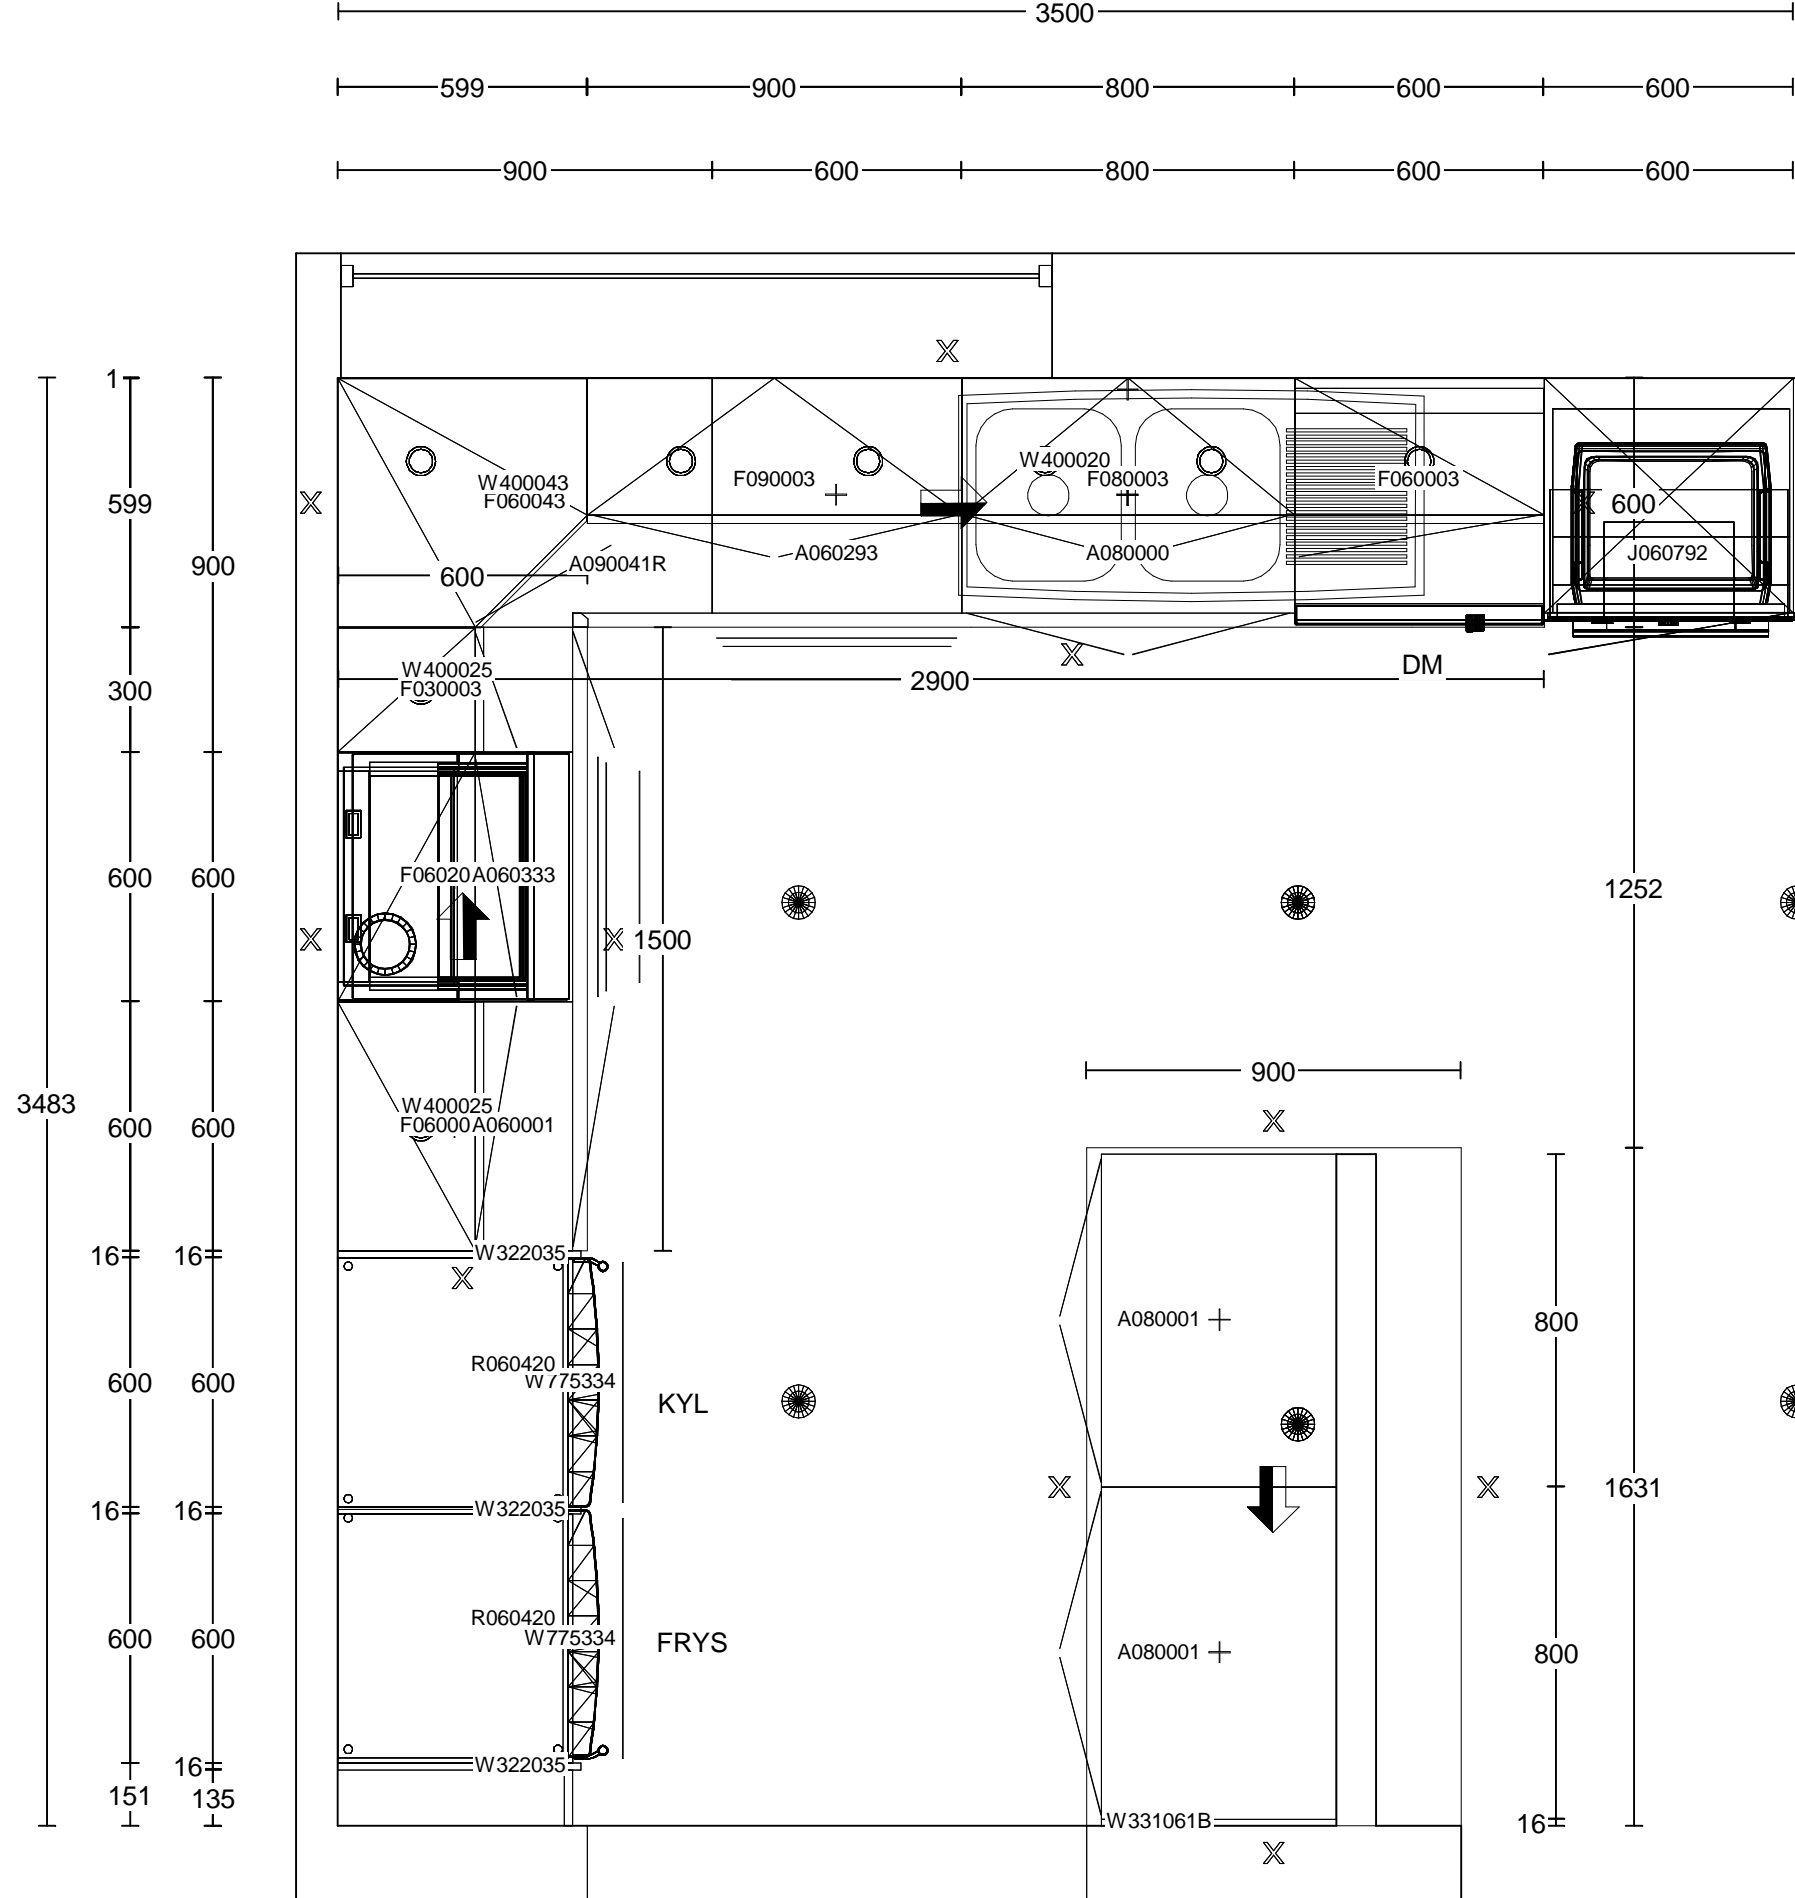 3500
599 900 800 600 600
900 600 800 600 600
X
1
W400043
F060043
F090003
W400020
F080003
F060003
X
599
X
600
A090041R
A060293
A080000
J060792
900
600
W400025
F030003
X
DM
300
2900
F06020
A060333
600
600
1252
X
X
1500
900
3483
W400025
F06000
A060001
X
600
600
16
16
W322035
X
A080001
800
R060420
W775334
600
600
KYL
X
X
1631
16
16
W322035
R060420
W775334
600
600
FRYS
A080001
800
16
W322035
151
135
W331061B
16
X